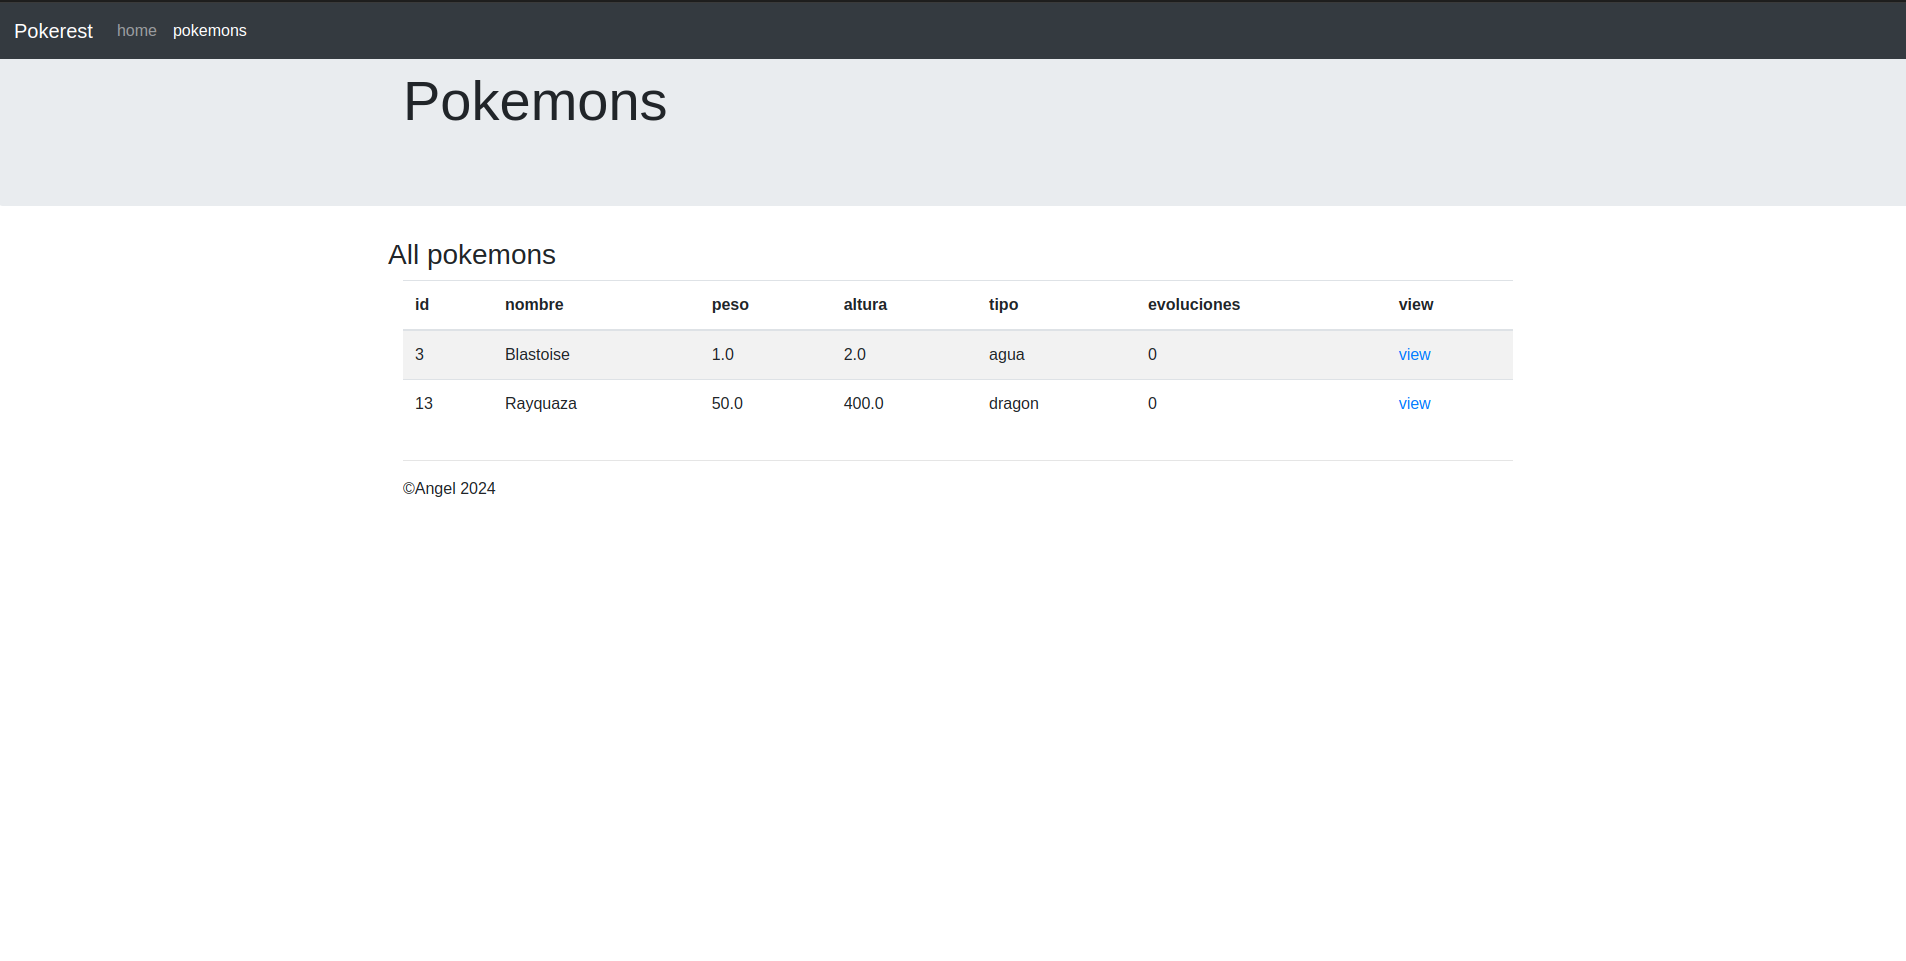 Pokerest home pokemons
Pokemons
All pokemons
id nombre peso altura tipo evoluciones view
3 Blastoise 1.0 2.0 agua 0 view
13 Rayquaza 50.0 400.0 dragon 0 view
©Angel 2024